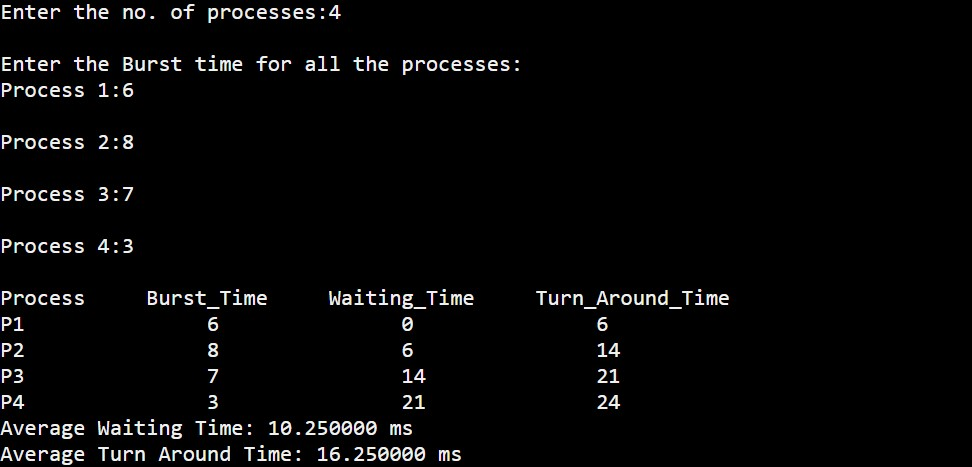 Enter the no. of processes:4
Enter the Burst time for all the processes:
Process 1:6
Process 2:8
Process 3:7
Process 4:3
Process Burst_Time Waiting_Time Turn_Around_Time
P1 6 0 6
P2 8 6 14
P3 7 14 21
P4 3 21 24
Average Waiting Time: 10.250000 ms
Average Turn Around Time: 16.250000 ms